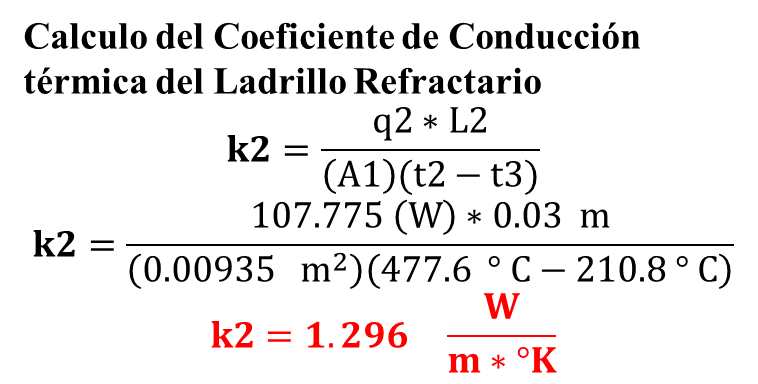 Calculo del Coeficiente de Conducción
térmica del Ladrillo Refractario
k2 = q2 ∗ L2 / (A1)(t2 − t3)
k2 = 107.775 (W) ∗ 0.03 m / (0.00935 m²)(477.6 ° C − 210.8 ° C)
k2 = 1.296 W / m ∗ °K